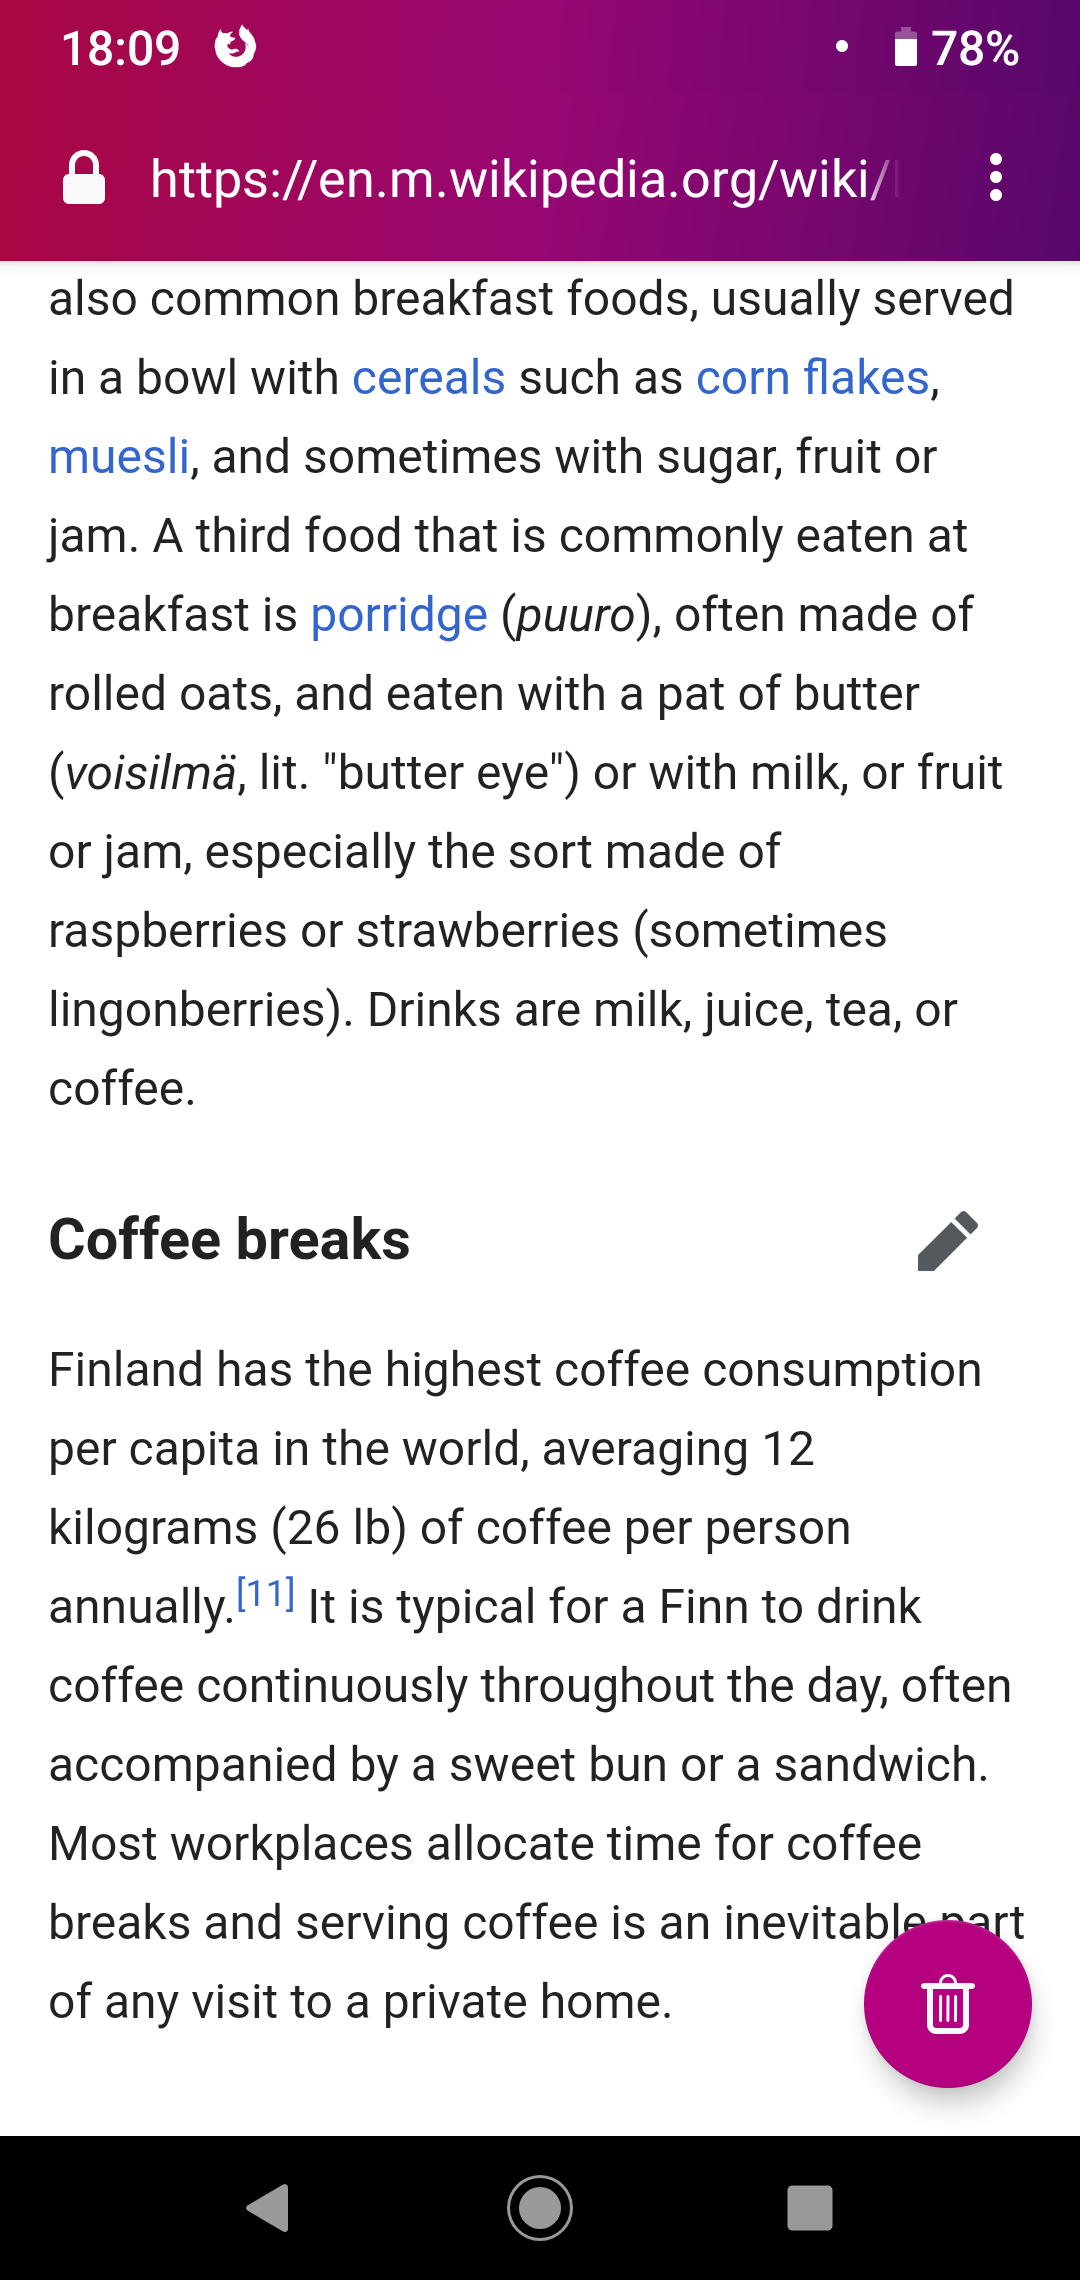 18:09
78%
https://en.m.wikipedia.org/wiki/
also common breakfast foods, usually served
in a bowl with cereals such as corn flakes,
muesli, and sometimes with sugar, fruit or
jam. A third food that is commonly eaten at
breakfast is porridge (puuro), often made of
rolled oats, and eaten with a pat of butter
(voisilmä, lit. "butter eye") or with milk, or fruit
or jam, especially the sort made of
raspberries or strawberries (sometimes
lingonberries). Drinks are milk, juice, tea, or
coffee.
Coffee breaks
Finland has the highest coffee consumption
per capita in the world, averaging 12
kilograms (26 lb) of coffee per person
annually.[11] It is typical for a Finn to drink
coffee continuously throughout the day, often
accompanied by a sweet bun or a sandwich.
Most workplaces allocate time for coffee
breaks and serving coffee is an inevitable part
of any visit to a private home.